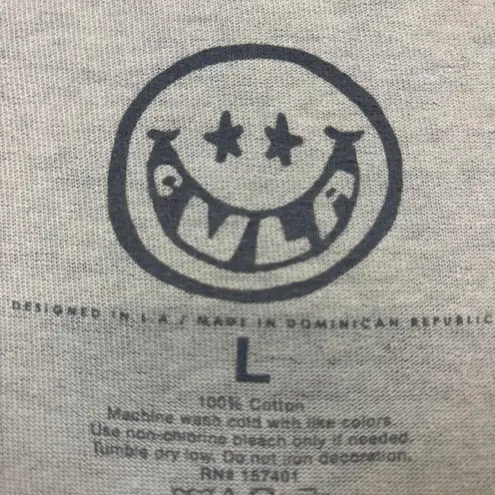 DESIGNED IN L.A / MADE IN DOMINICAN REPUBLIC
L
100% Cotton
Machine wash cold with like colors.
Use non-chlorine bleach only if needed.
Tumble dry low. Do not iron decoration.
RN# 157401